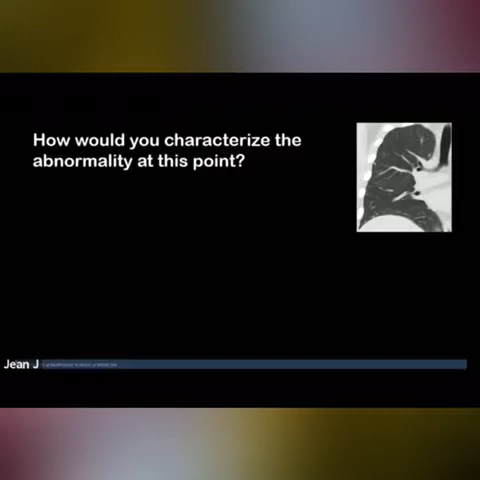 How would you characterize the
abnormality at this point?
Jean J